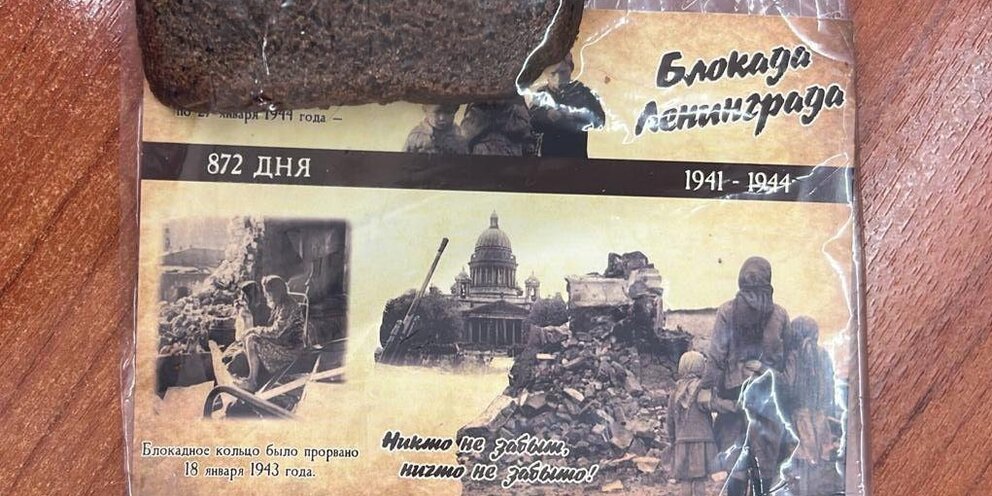 Блокада
Ленинграда
по 27 января 1944 года –
872 ДНЯ
1941 - 1944
Блокадное кольцо было прорвано
18 января 1943 года.
Никто не забыт,
ничто не забыто!